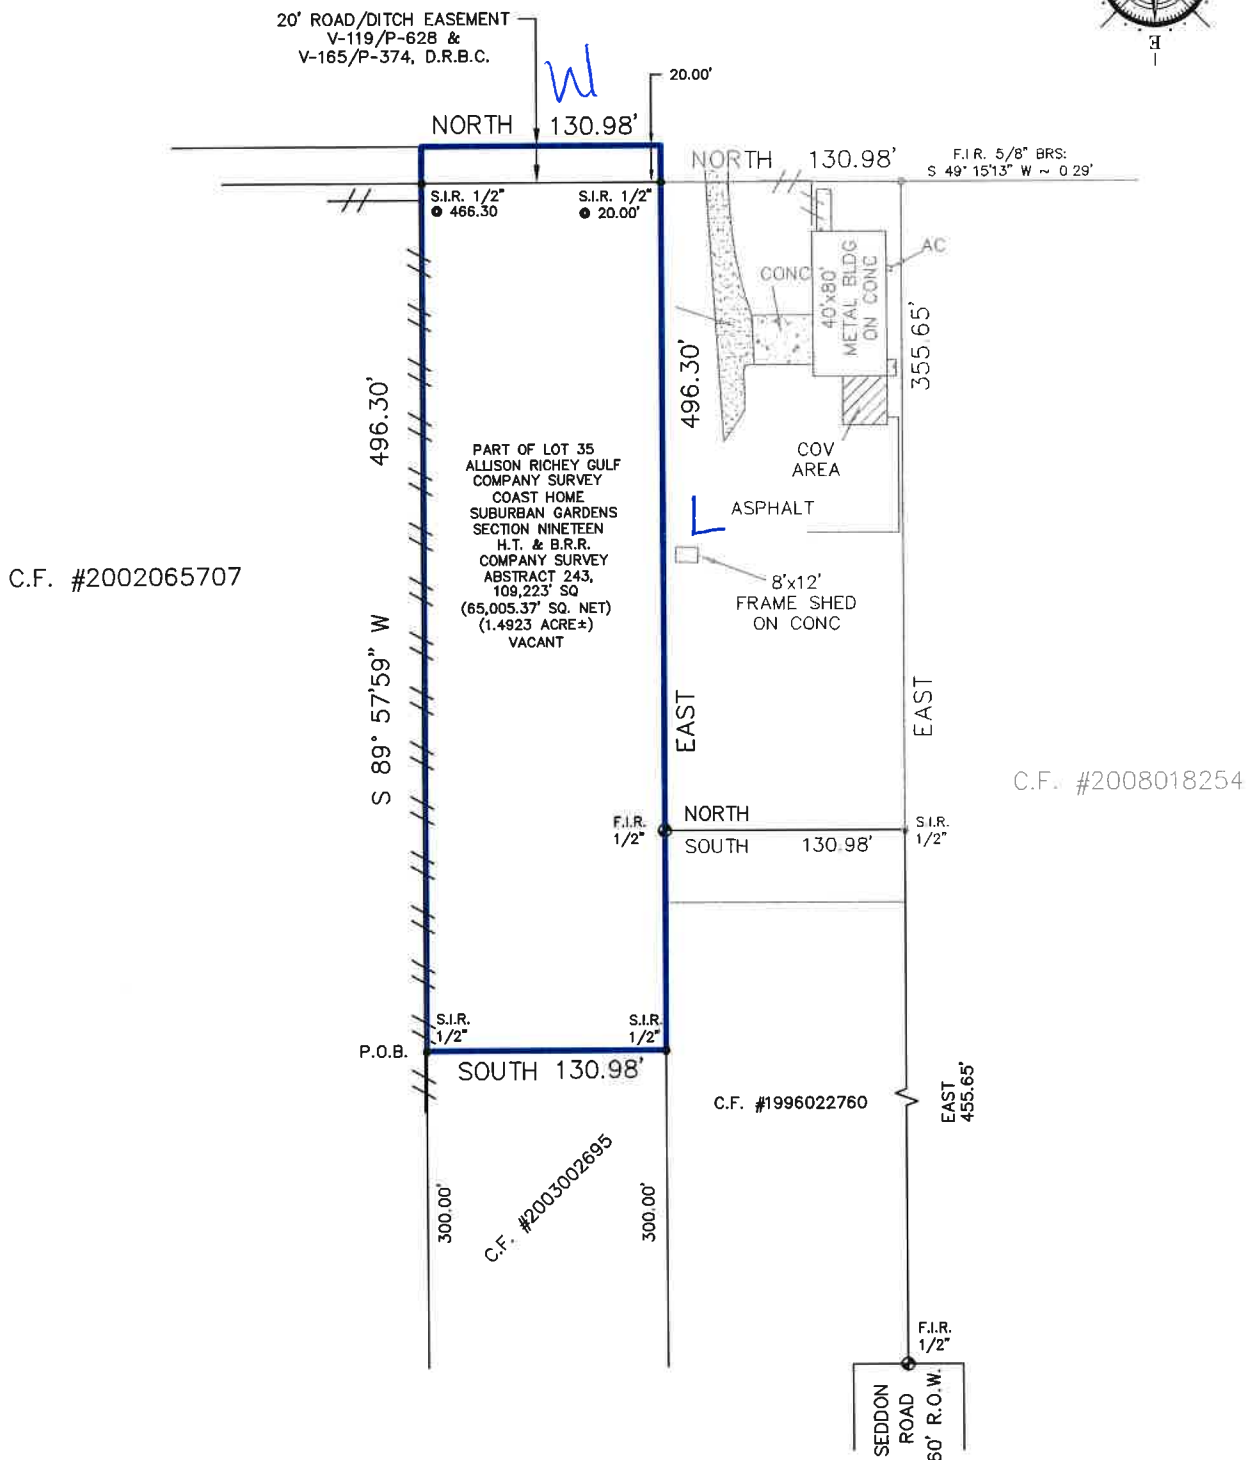 20' ROAD/DITCH EASEMENT
V-119/P-628 &
V-165/P-374, D.R.B.C.
W
20.00'
E
NORTH 130.98'
NORTH 130.98'
F.I.R. 5/8" BRS:
S 49° 15'13" W ~ 0.29'
S.I.R. 1/2"
@ 466.30
S.I.R. 1/2"
@ 20.00'
AC
CONC
40'x80'
METAL BLDG
ON CONC
355.65'
496.30'
496.30'
COV
AREA
PART OF LOT 35
ALLISON RICHEY GULF
COMPANY SURVEY
COAST HOME
SUBURBAN GARDENS
SECTION NINETEEN
H.T. & B.R.R.
COMPANY SURVEY
ABSTRACT 243,
109,223' SQ
(65,005.37' SQ. NET)
(1.4923 ACRE±)
VACANT
L
ASPHALT
8'x12'
FRAME SHED
ON CONC
C.F. #2002065707
S 89° 57'59" W
EAST
EAST
C.F. #2008018254
F.I.R.
1/2"
NORTH
SOUTH 130.98'
S.I.R.
1/2"
S.I.R.
1/2"
S.I.R.
1/2"
P.O.B.
SOUTH 130.98'
C.F. #1996022760
EAST
455.65'
300.00'
C.F. #2003002695
300.00'
F.I.R.
1/2"
SEDDON
ROAD
60' R.O.W.